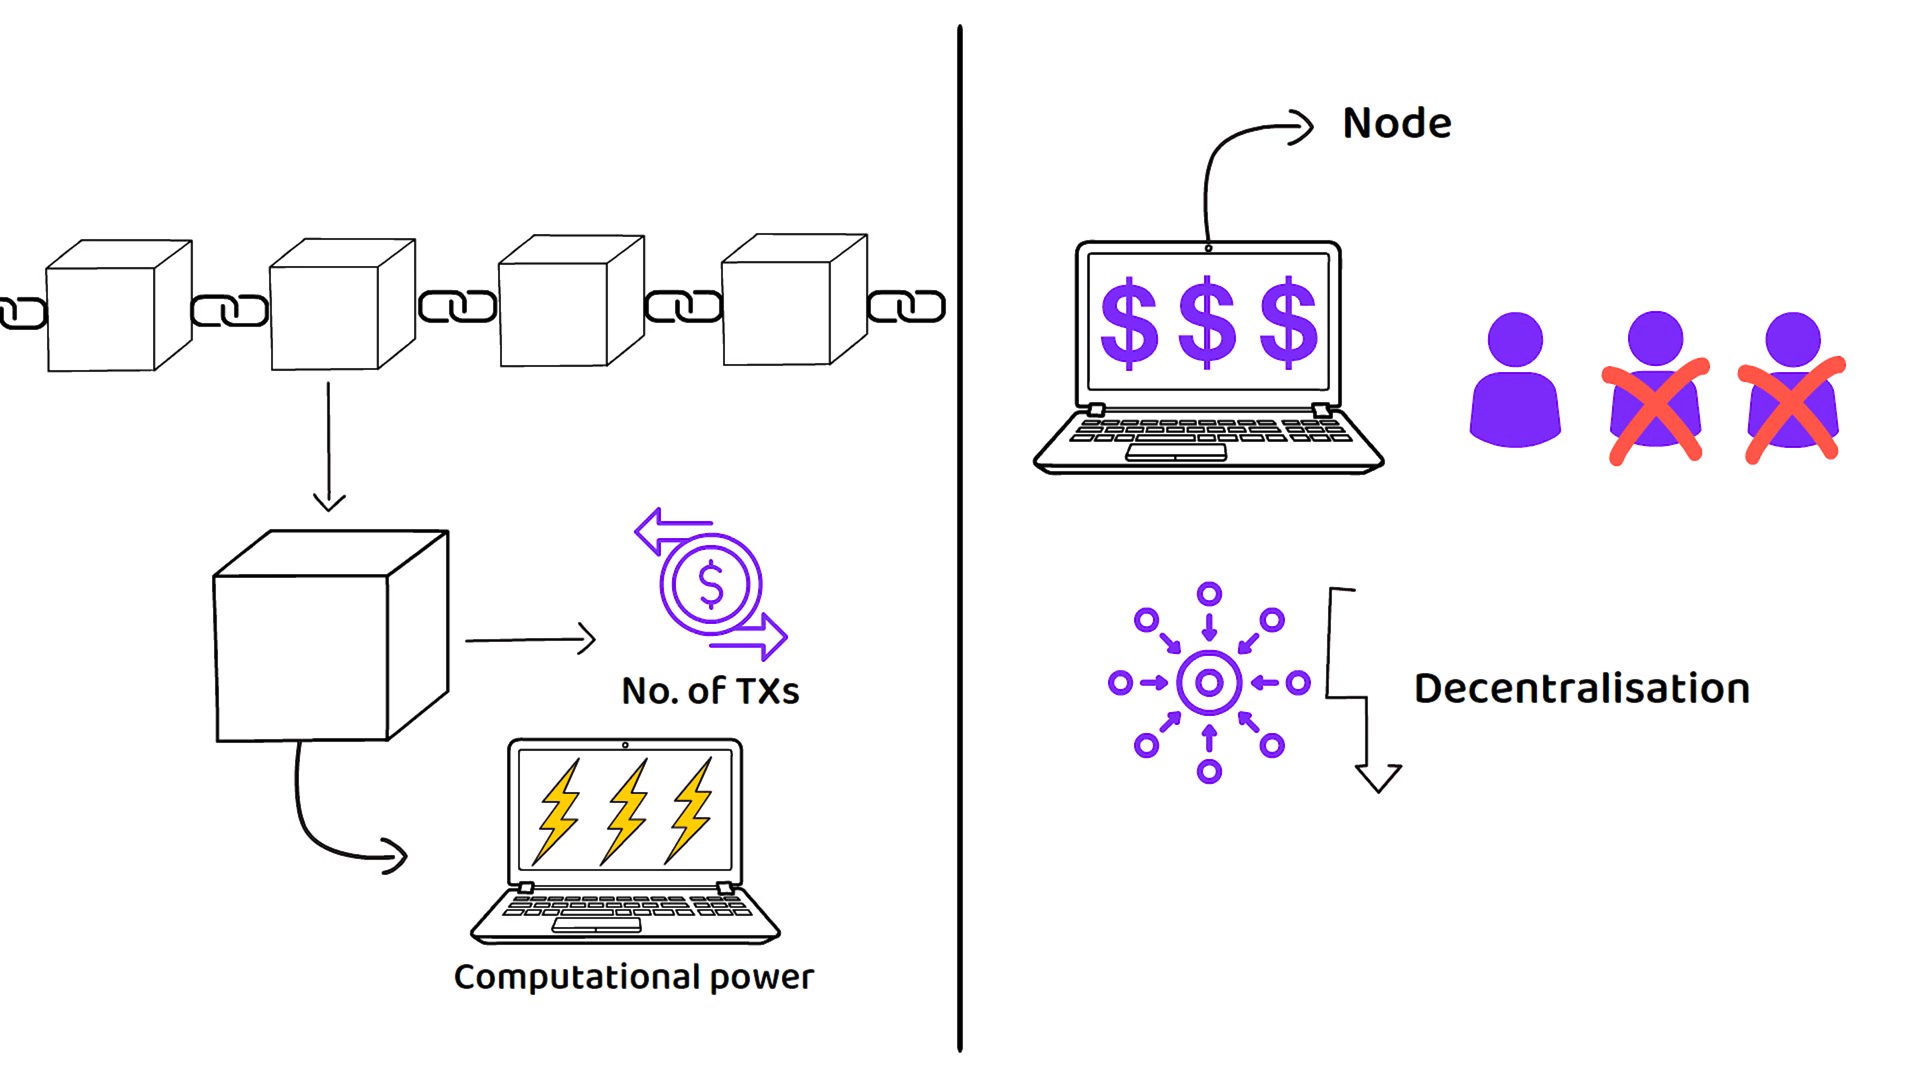 Node
$ $ $
$
No. of TXs
Decentralisation
Computational power